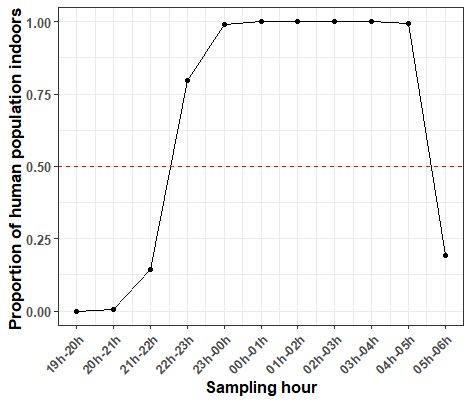 Proportion of human population indoors
1.00
0.75
0.50
0.25
0.00
19h-20h
20h-21h
21h-22h
22h-23h
23h-00h
00h-01h
01h-02h
02h-03h
03h-04h
04h-05h
05h-06h
Sampling hour